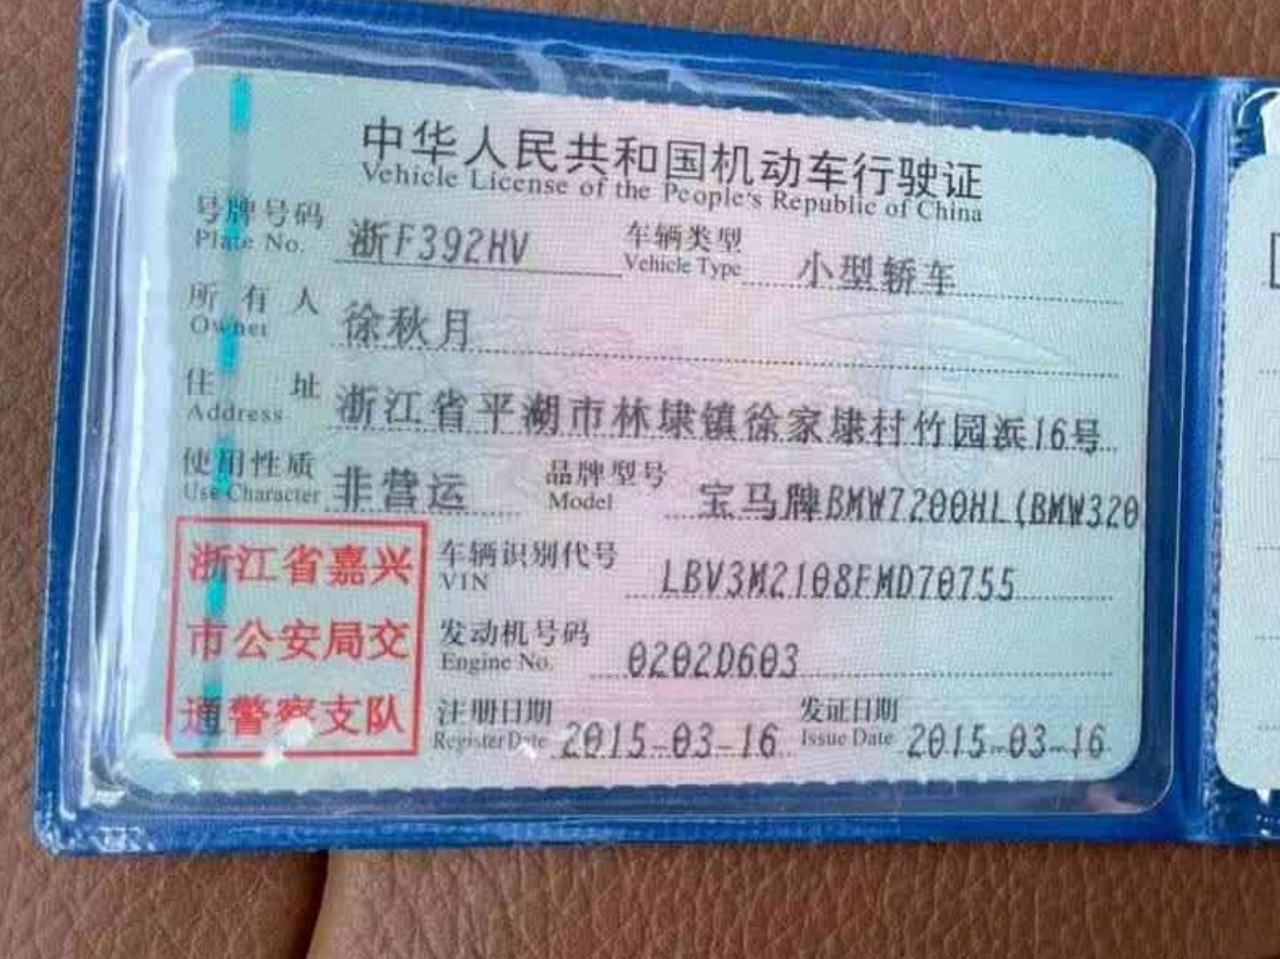 中华人民共和国机动车行驶证
Vehicle License of the People's Republic of China
号牌号码 浙F392HV 车辆类型 小型轿车
Plate No. Vehicle Type
所有人 徐秋月
Owner
住址 浙江省平湖市林埭镇徐家埭村竹园浜16号
Address
使用性质 非营运 品牌型号 宝马牌BMW7200HL(BMW320
Use Character Model
浙江省嘉兴
市公安局交
通警察支队
车辆识别代号 LBV3M2108FMD70755
VIN
发动机号码 0202D603
Engine No.
注册日期 2015-03-16 发证日期 2015-03-16
Register Date Issue Date